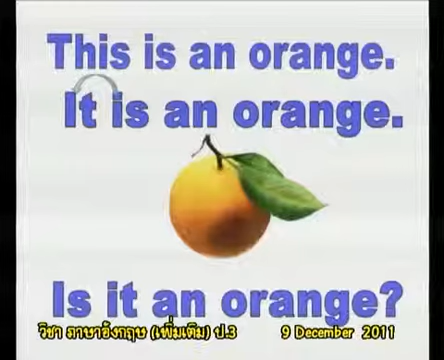 This is an orange.
It is an orange.
Is it an orange?
วิชา ภาษาอังกฤษ (เพิ่มเติม) ป.3 9 December 2011